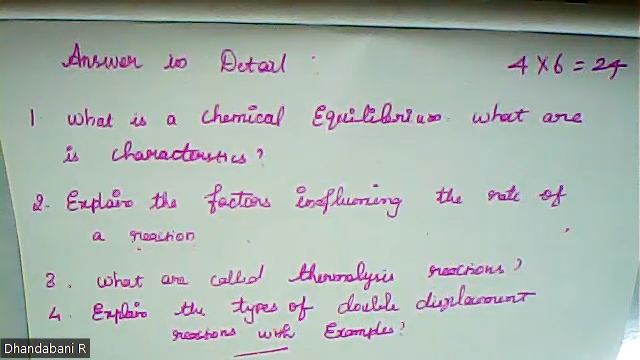 Answer in Detail : 4 x 6 = 24
1 What is a chemical Equilibrium. What are
is characteristics?
2. Explain the factors influening the rate of
a reaction
3. What are called thermolysis reactions?
4. Explain the types of double displacement
reactions with Examples?
Dhandabani R